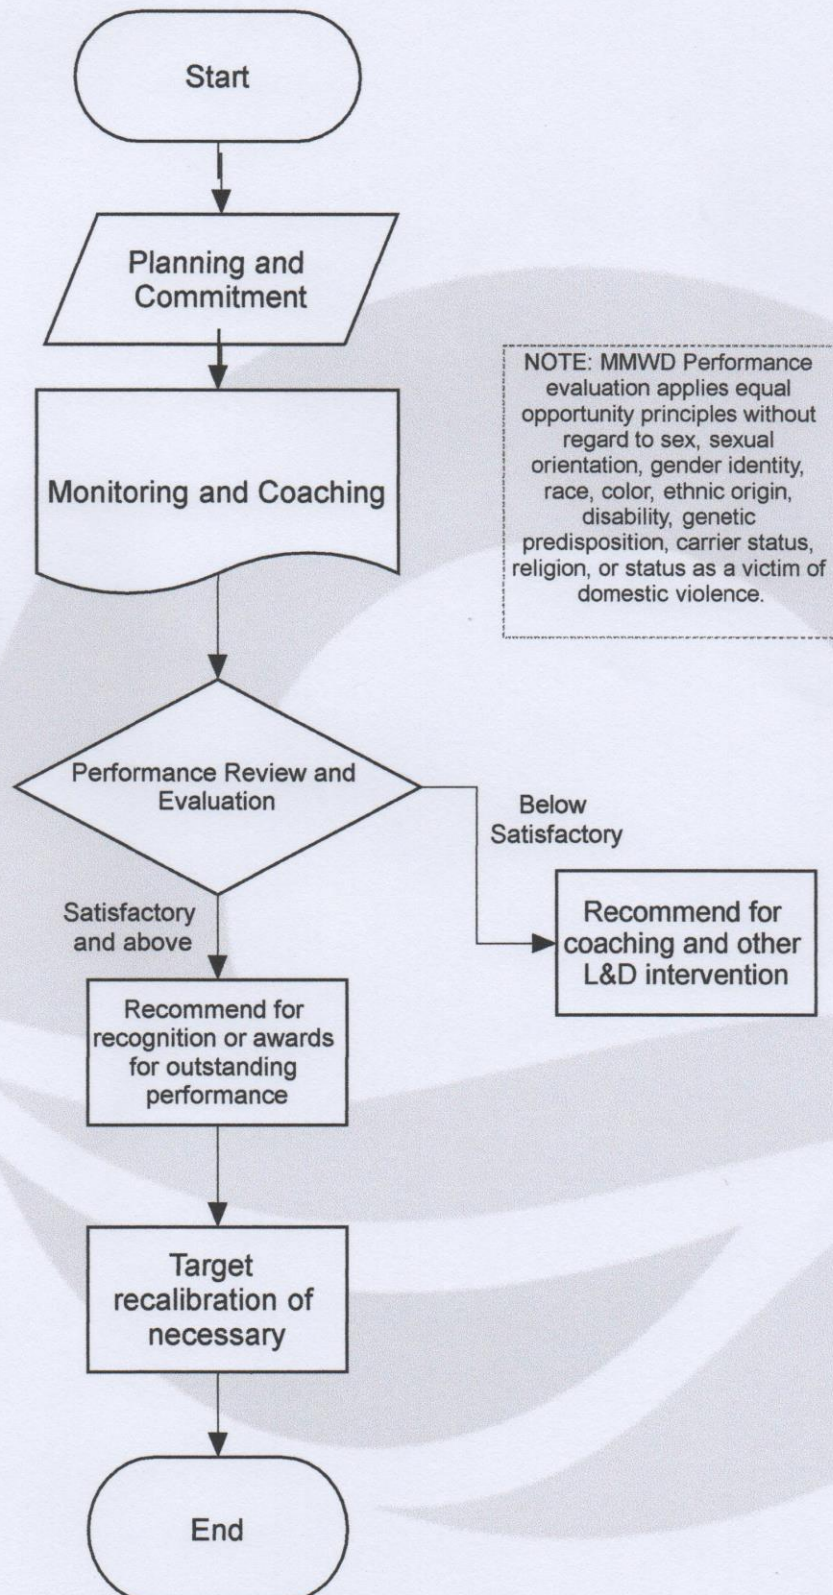 Start
Planning and
Commitment
Monitoring and Coaching
NOTE: MMWD Performance
evaluation applies equal
opportunity principles without
regard to sex, sexual
orientation, gender identity,
race, color, ethnic origin,
disability, genetic
predisposition, carrier status,
religion, or status as a victim of
domestic violence.
Performance Review and
Evaluation
Below
Satisfactory
Satisfactory
and above
Recommend for
coaching and other
L&D intervention
Recommend for
recognition or awards
for outstanding
performance
Target
recalibration of
necessary
End